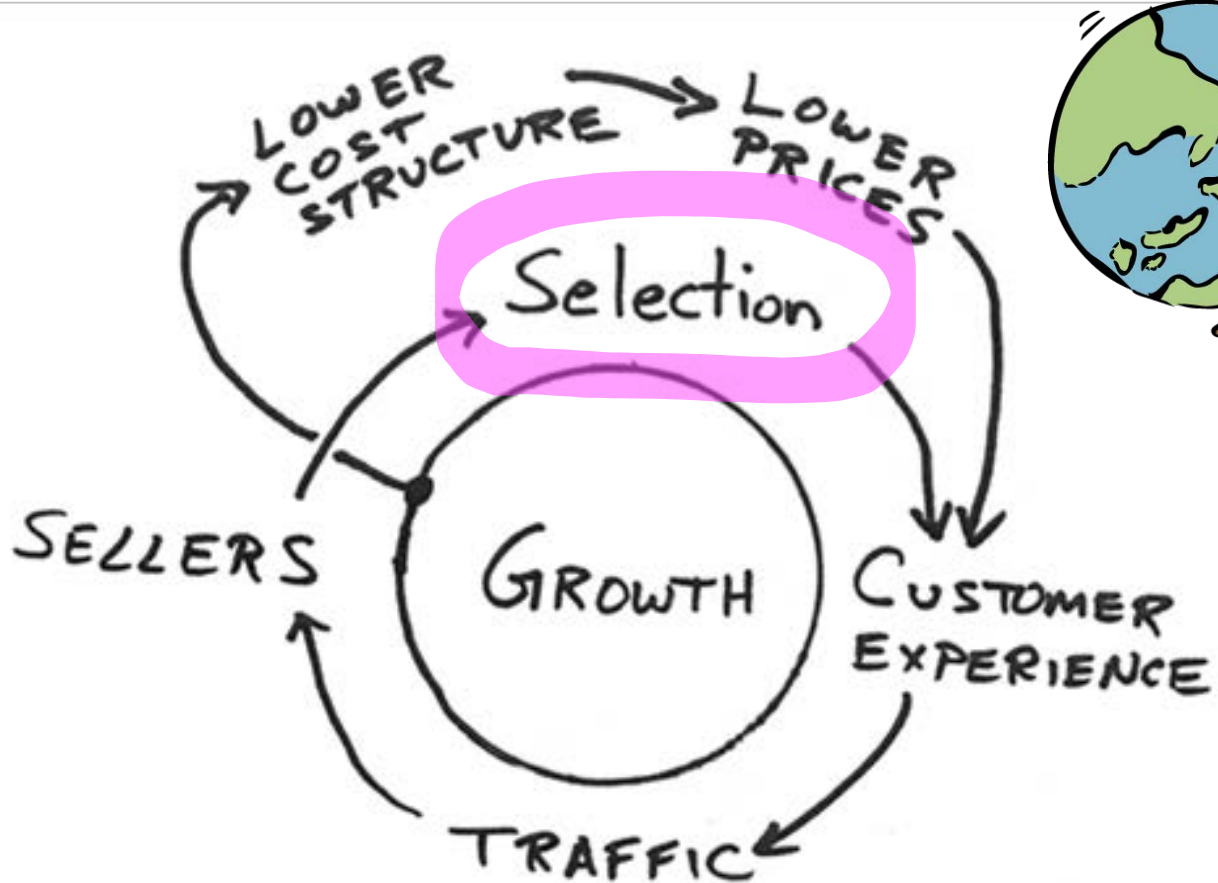 LOWER
COST
STRUCTURE
LOWER
PRICES
Selection
SELLERS
GROWTH
CUSTOMER
EXPERIENCE
TRAFFIC